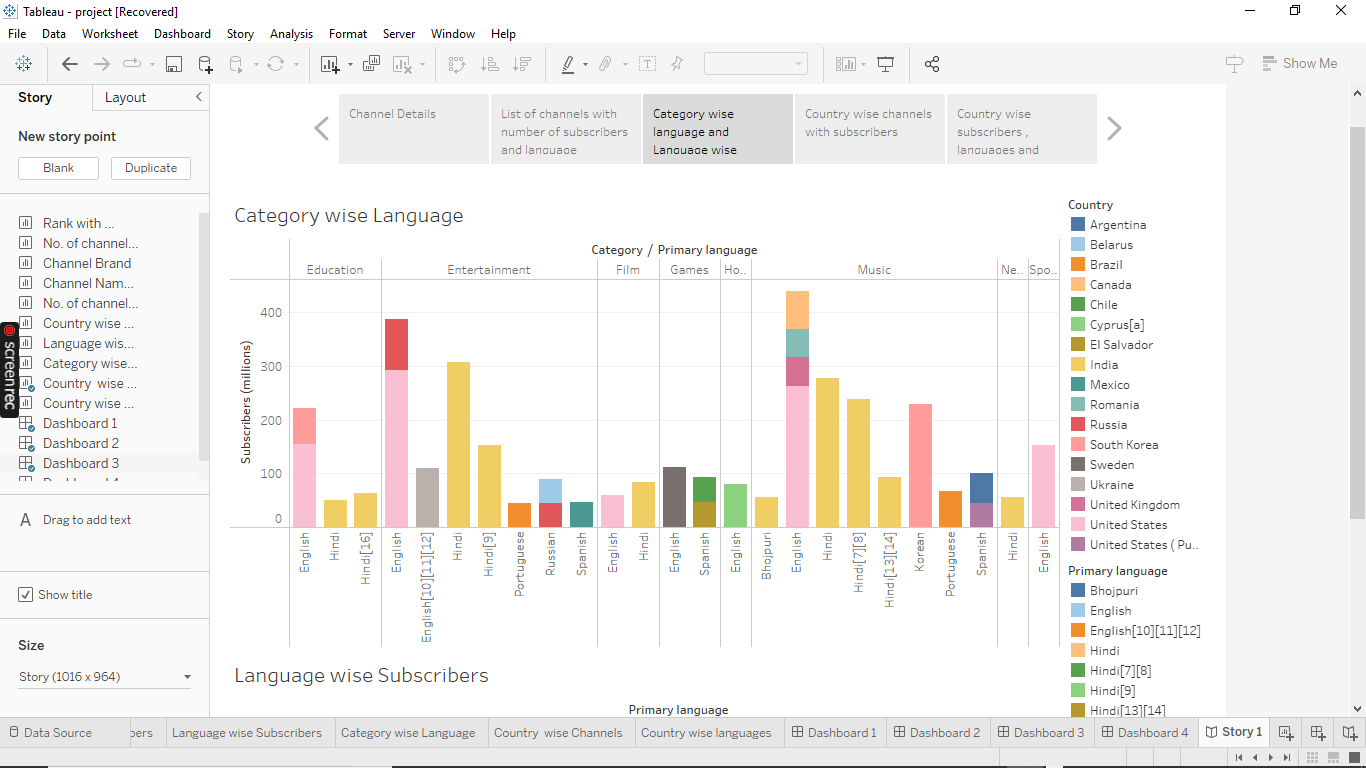 Tableau - project [Recovered]
File Data Worksheet Dashboard Story Analysis Format Server Window Help
Show Me
Story Layout
New story point
Blank Duplicate
Rank with ...
No. of channel...
Channel Brand
Channel Nam...
No. of channel...
Country wise ...
Language wis...
Category wise...
Country wise ...
Country wise ...
Dashboard 1
Dashboard 2
Dashboard 3
Drag to add text
Show title
Size
Story (1016 x 964)
screenrec
Channel Details
List of channels with
number of subscribers
and language
Category wise
language and
Language wise
Country wise channels
with subscribers
Country wise
subscribers ,
languages and
Category wise Language
Category / Primary language
Education Entertainment Film Games Ho.. Music Ne.. Spo..
Subscribers (millions)
400
300
200
100
0
English
Hindi
Hindi[16]
English
English[10][11][12]
Hindi
Hindi[9]
Portuguese
Russian
Spanish
English
Hindi
English
Spanish
English
Bhojpuri
English
Hindi
Hindi[7][8]
Hindi[13][14]
Korean
Portuguese
Spanish
Hindi
English
Country
Argentina
Belarus
Brazil
Canada
Chile
Cyprus[a]
El Salvador
India
Mexico
Romania
Russia
South Korea
Sweden
Ukraine
United Kingdom
United States
United States ( Pu..
Primary language
Bhojpuri
English
English[10][11][12]
Hindi
Hindi[7][8]
Hindi[9]
Hindi[13][14]
Language wise Subscribers
Primary language
Data Source bers Language wise Subscribers Category wise Language Country wise Channels Country wise languages Dashboard 1 Dashboard 2 Dashboard 3 Dashboard 4 Story 1